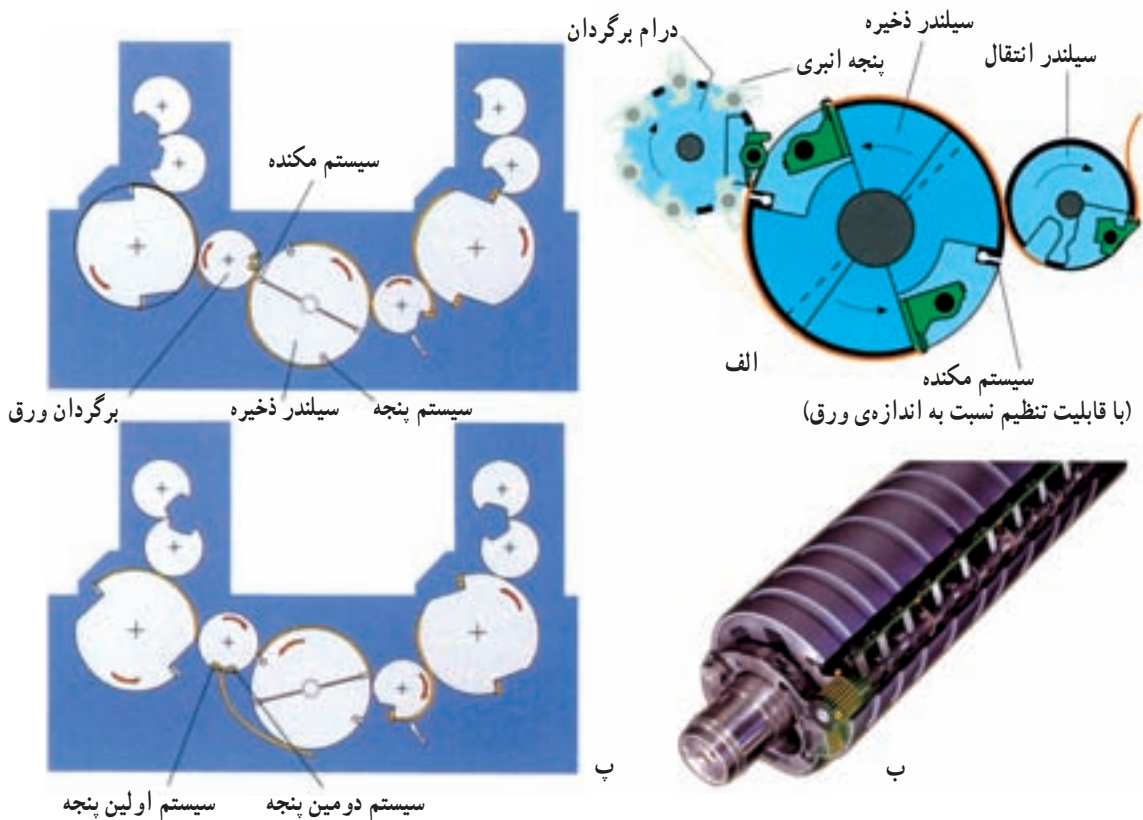 سیلندر ذخیره
درام برگردان
پنجه انبری
سیلندر انتقال
الف
سیستم مکنده
(با قابلیت تنظیم نسبت به اندازه‌ی ورق)
سیستم مکنده
برگردان ورق
سیلندر ذخیره
سیستم پنجه
ب
پ
سیستم دومین پنجه
سیستم اولین پنجه